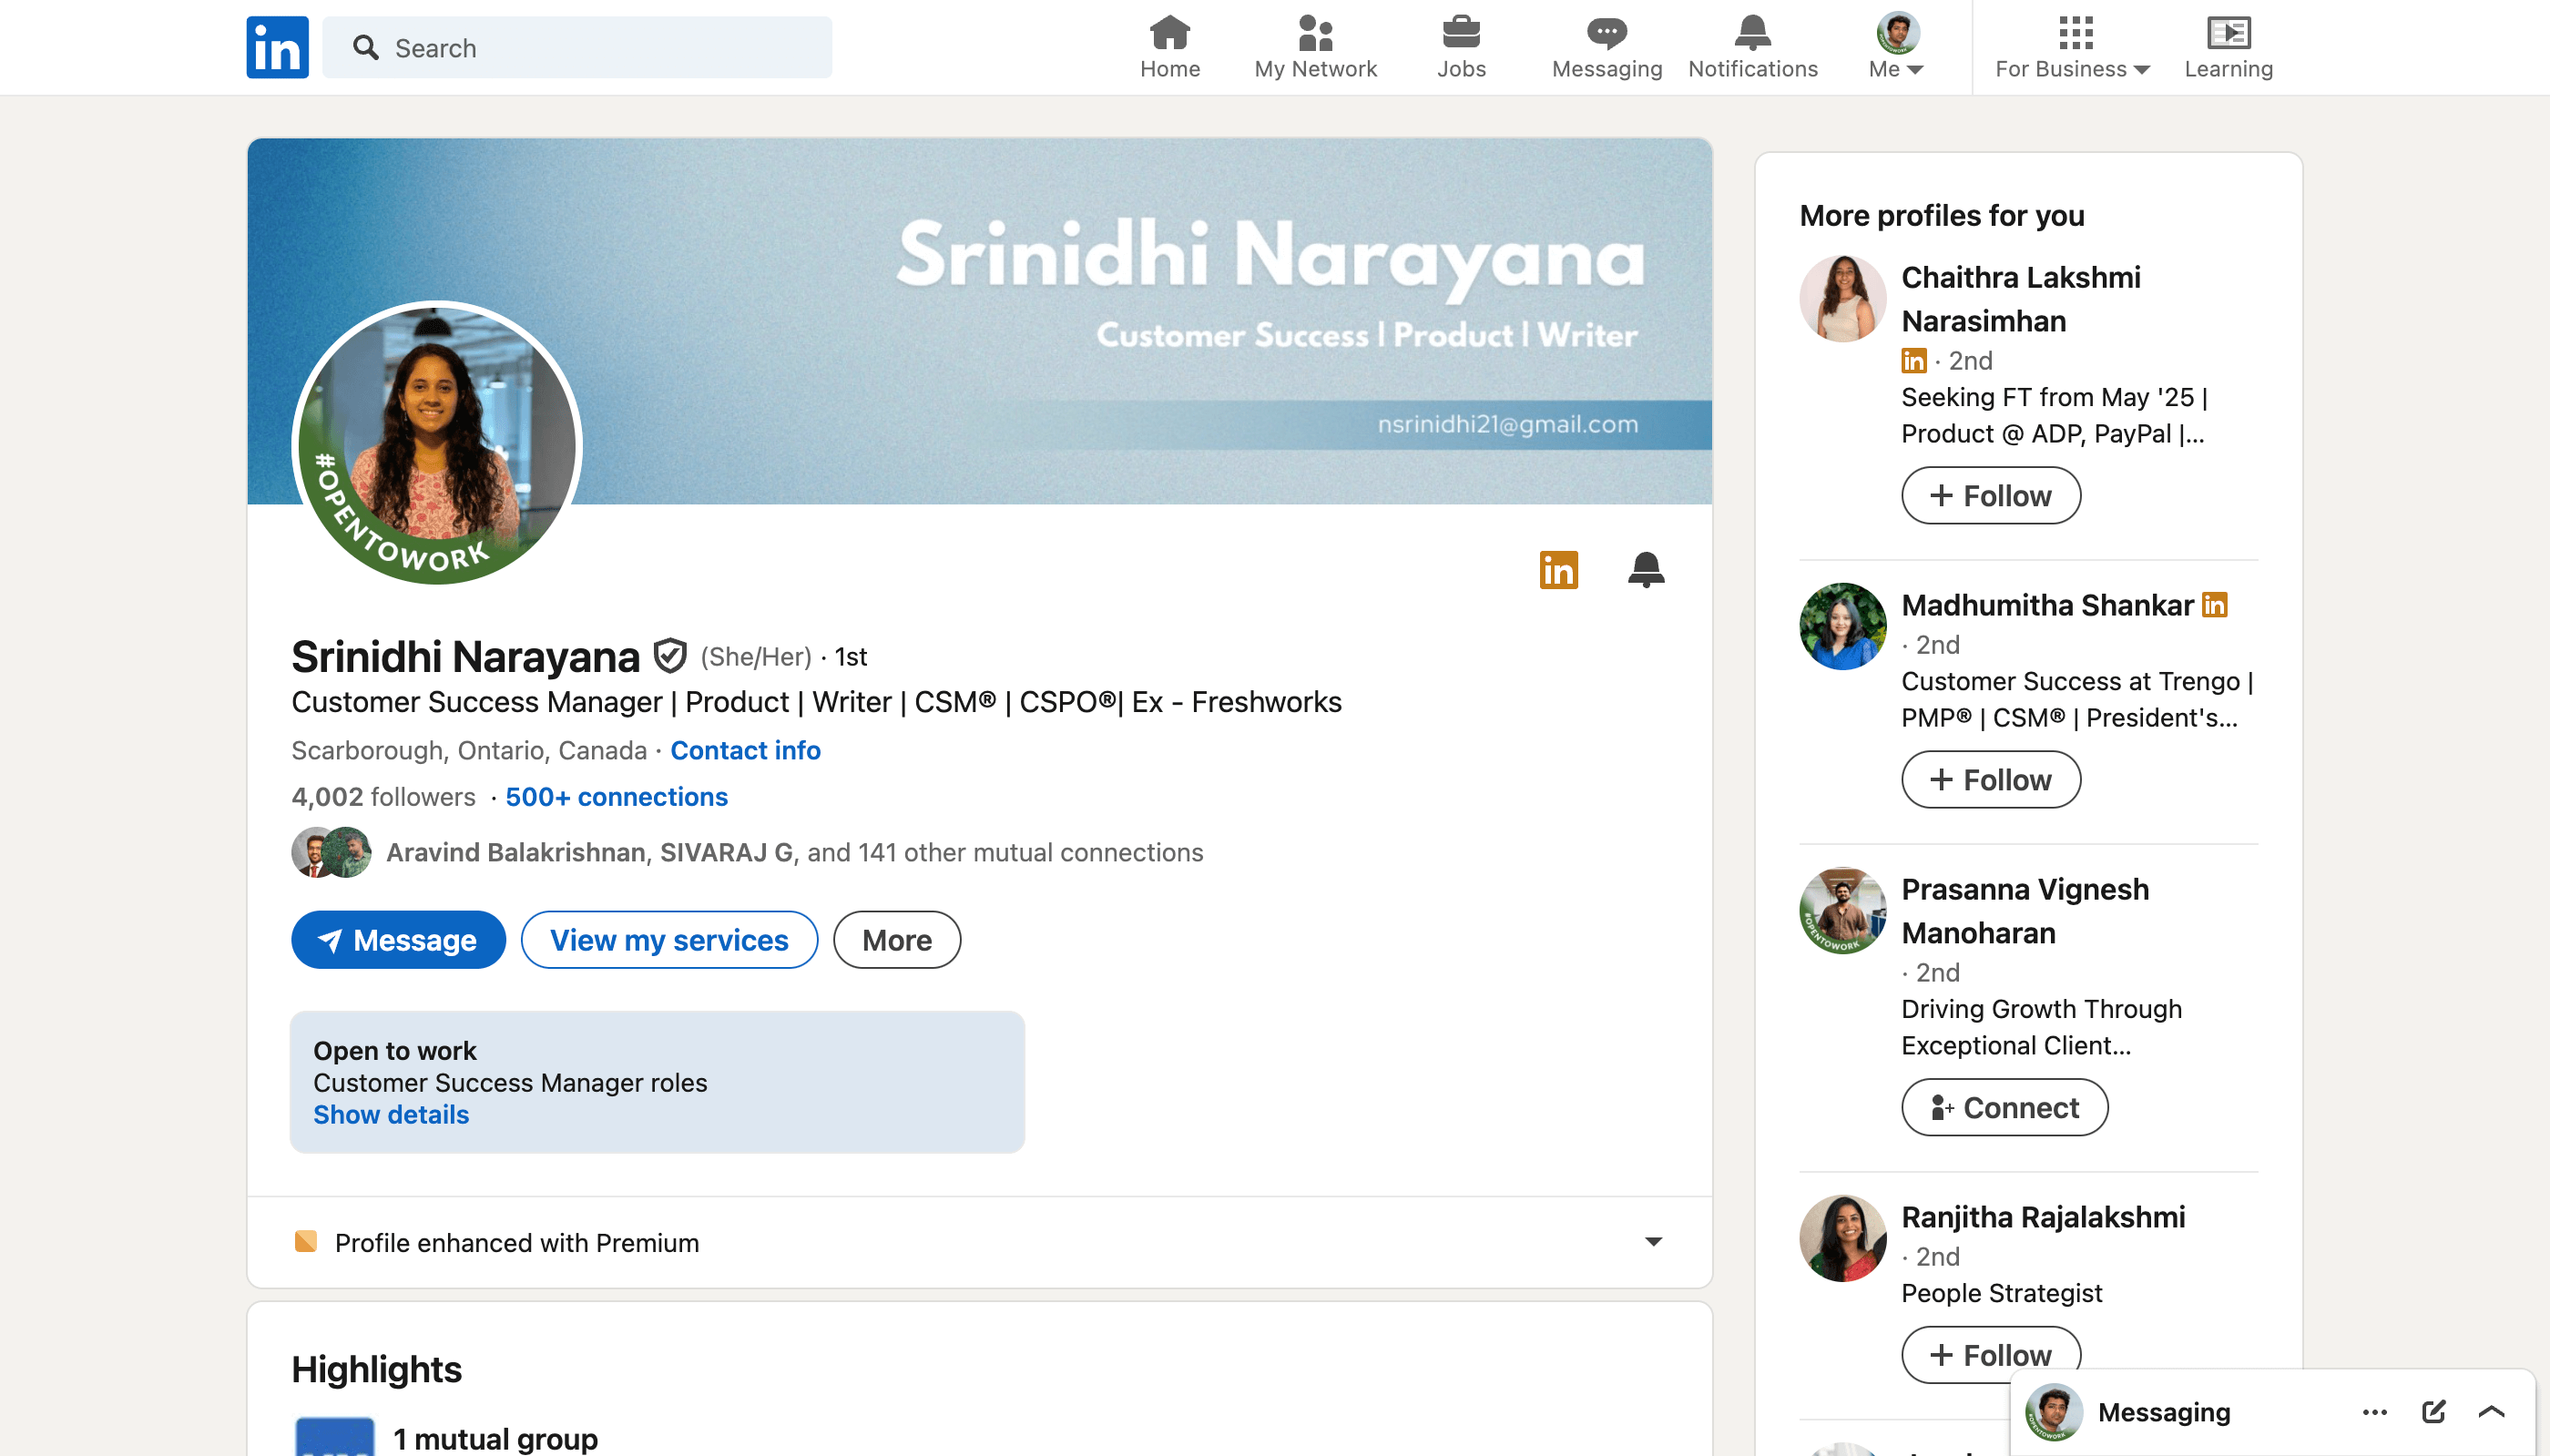 in
Search
Home
My Network
Jobs
Messaging
Notifications
Me
For Business
Learning
Srinidhi Narayana
Customer Success | Product | Writer
nsrinidhi21@gmail.com
#OPENTOWORK
in
Srinidhi Narayana (She/Her) · 1st
Customer Success Manager | Product | Writer | CSM® | CSPO®| Ex - Freshworks
Scarborough, Ontario, Canada · Contact info
4,002 followers · 500+ connections
Aravind Balakrishnan, SIVARAJ G, and 141 other mutual connections
Message
View my services
More
Open to work
Customer Success Manager roles
Show details
Profile enhanced with Premium
Highlights
1 mutual group
More profiles for you
Chaithra Lakshmi
Narasimhan
in · 2nd
Seeking FT from May '25 |
Product @ ADP, PayPal |...
+ Follow
Madhumitha Shankar in
· 2nd
Customer Success at Trengo |
PMP® | CSM® | President's...
+ Follow
#OPENTOWORK
Prasanna Vignesh
Manoharan
· 2nd
Driving Growth Through
Exceptional Client...
Connect
Ranjitha Rajalakshmi
· 2nd
People Strategist
+ Follow
Messaging